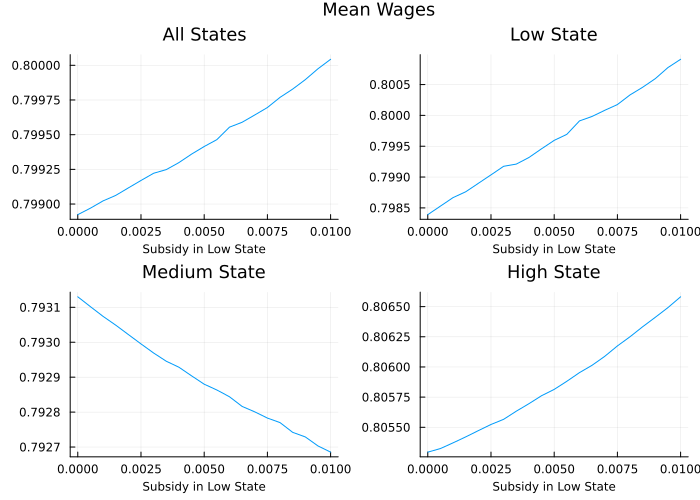 Mean Wages
All States
0.80000
0.79975
0.79950
0.79925
0.79900
0.0000 0.0025 0.0050 0.0075 0.0100
Subsidy in Low State
Low State
0.8005
0.8000
0.7995
0.7990
0.7985
0.0000 0.0025 0.0050 0.0075 0.0100
Subsidy in Low State
Medium State
0.7931
0.7930
0.7929
0.7928
0.7927
0.0000 0.0025 0.0050 0.0075 0.0100
Subsidy in Low State
High State
0.80650
0.80625
0.80600
0.80575
0.80550
0.0000 0.0025 0.0050 0.0075 0.0100
Subsidy in Low State